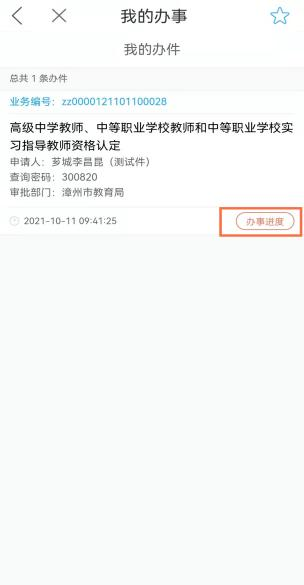 我的办事
我的办件
总共 1 条办件
业务编号：zz0000121101100028
高级中学教师、中等职业学校教师和中等职业学校实
习指导教师资格认定
申请人：芗城李昌昆（测试件）
查询密码：300820
审批部门：漳州市教育局
2021-10-11 09:41:25
办事进度